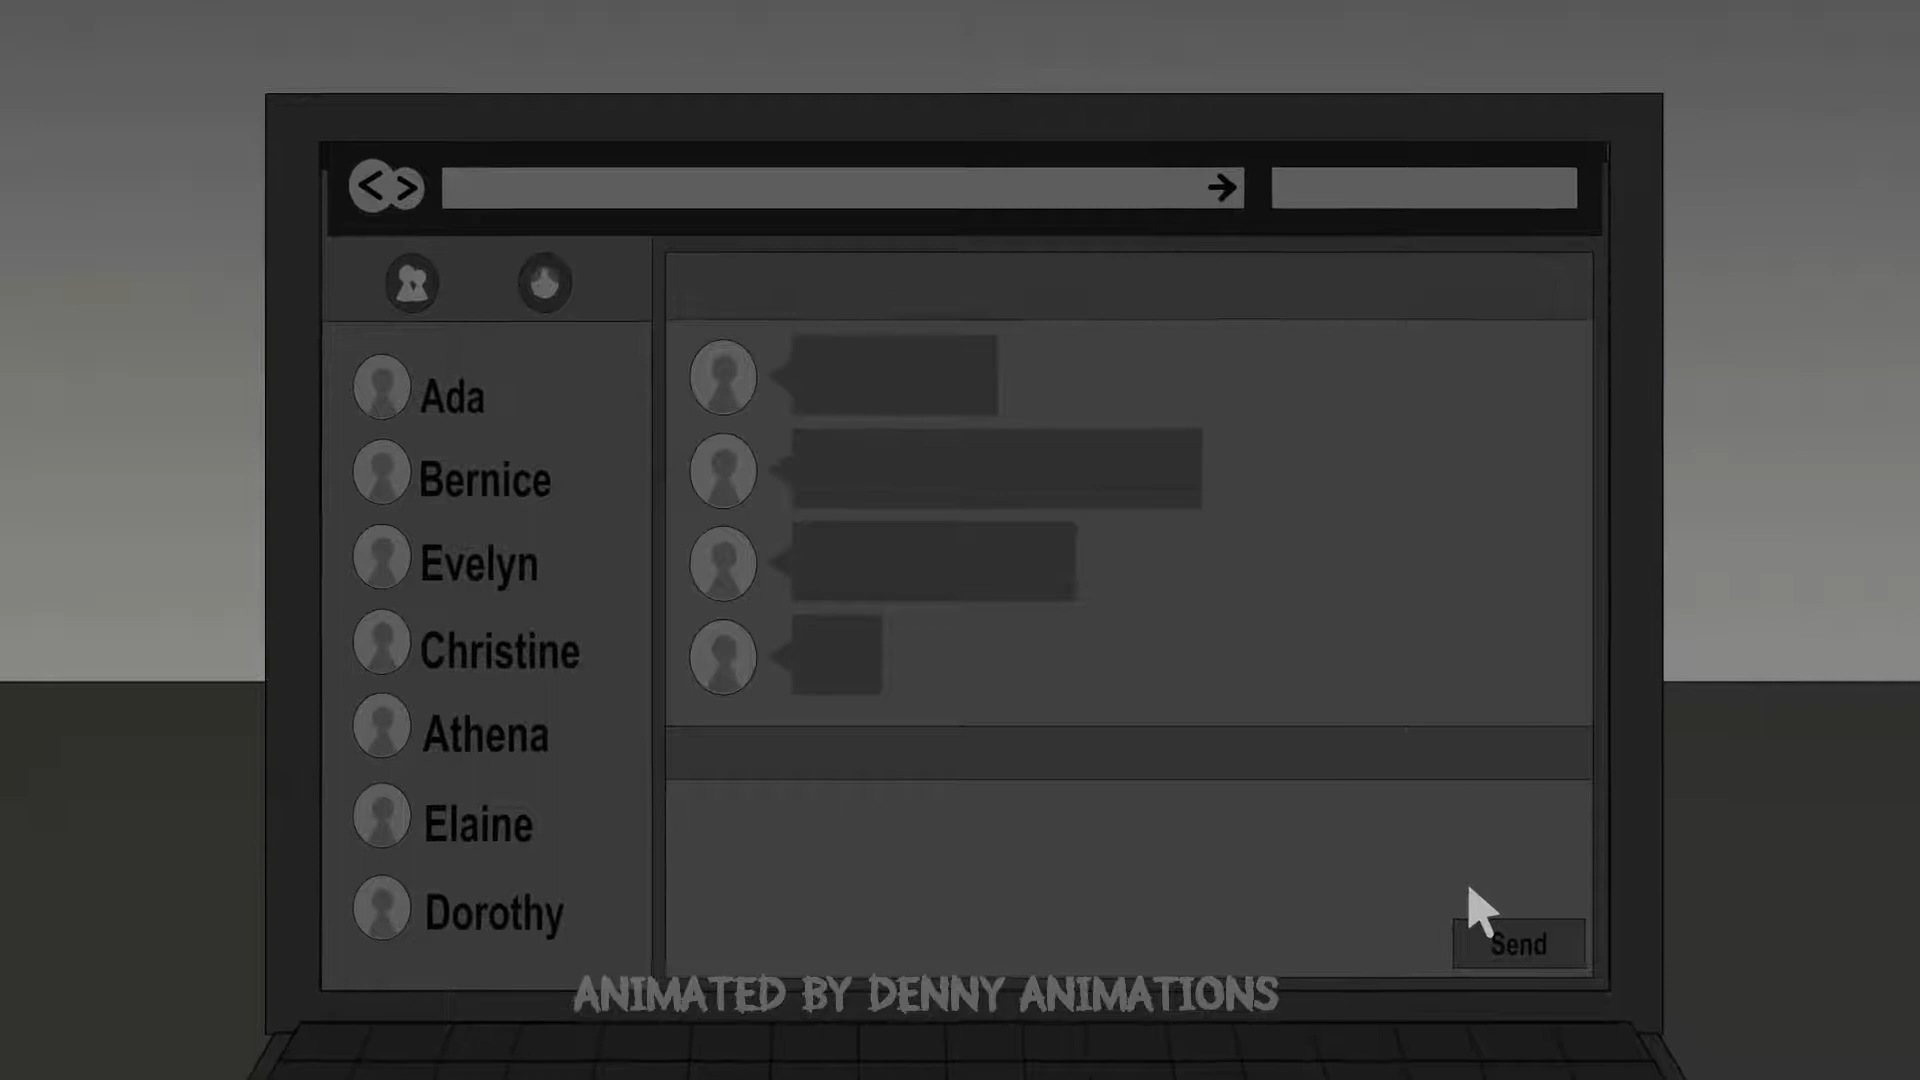 Ada
Bernice
Evelyn
Christine
Athena
Elaine
Dorothy
Send
ANIMATED BY DENNY ANIMATIONS